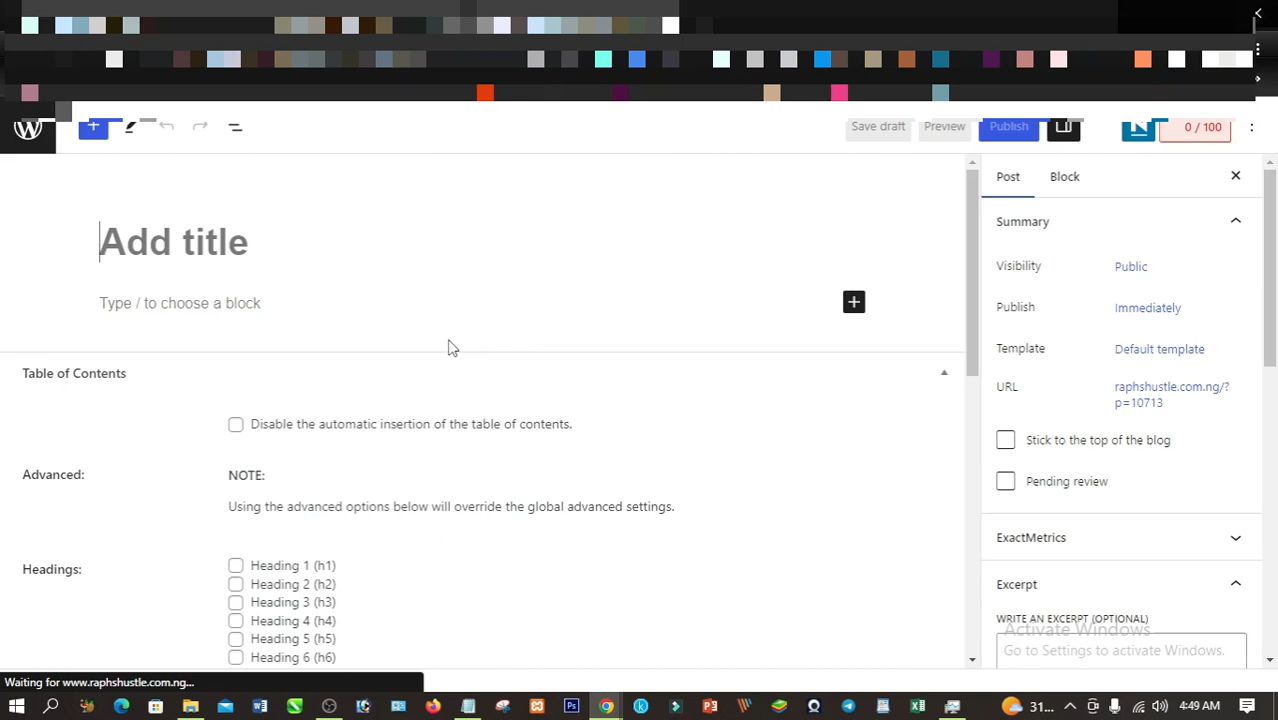 Save draft
Preview
Publish
0 / 100
Add title
Type / to choose a block
Table of Contents
Disable the automatic insertion of the table of contents.
Advanced:
NOTE:
Using the advanced options below will override the global advanced settings.
Headings:
Heading 1 (h1)
Heading 2 (h2)
Heading 3 (h3)
Heading 4 (h4)
Heading 5 (h5)
Heading 6 (h6)
Post
Block
Summary
Visibility
Public
Publish
Immediately
Template
Default template
URL
raphshustle.com.ng/?
p=10713
Stick to the top of the blog
Pending review
ExactMetrics
Excerpt
WRITE AN EXCERPT (OPTIONAL)
Activate Windows
Go to Settings to activate Windows.
Waiting for www.raphshustle.com.ng...
31...
4:49 AM